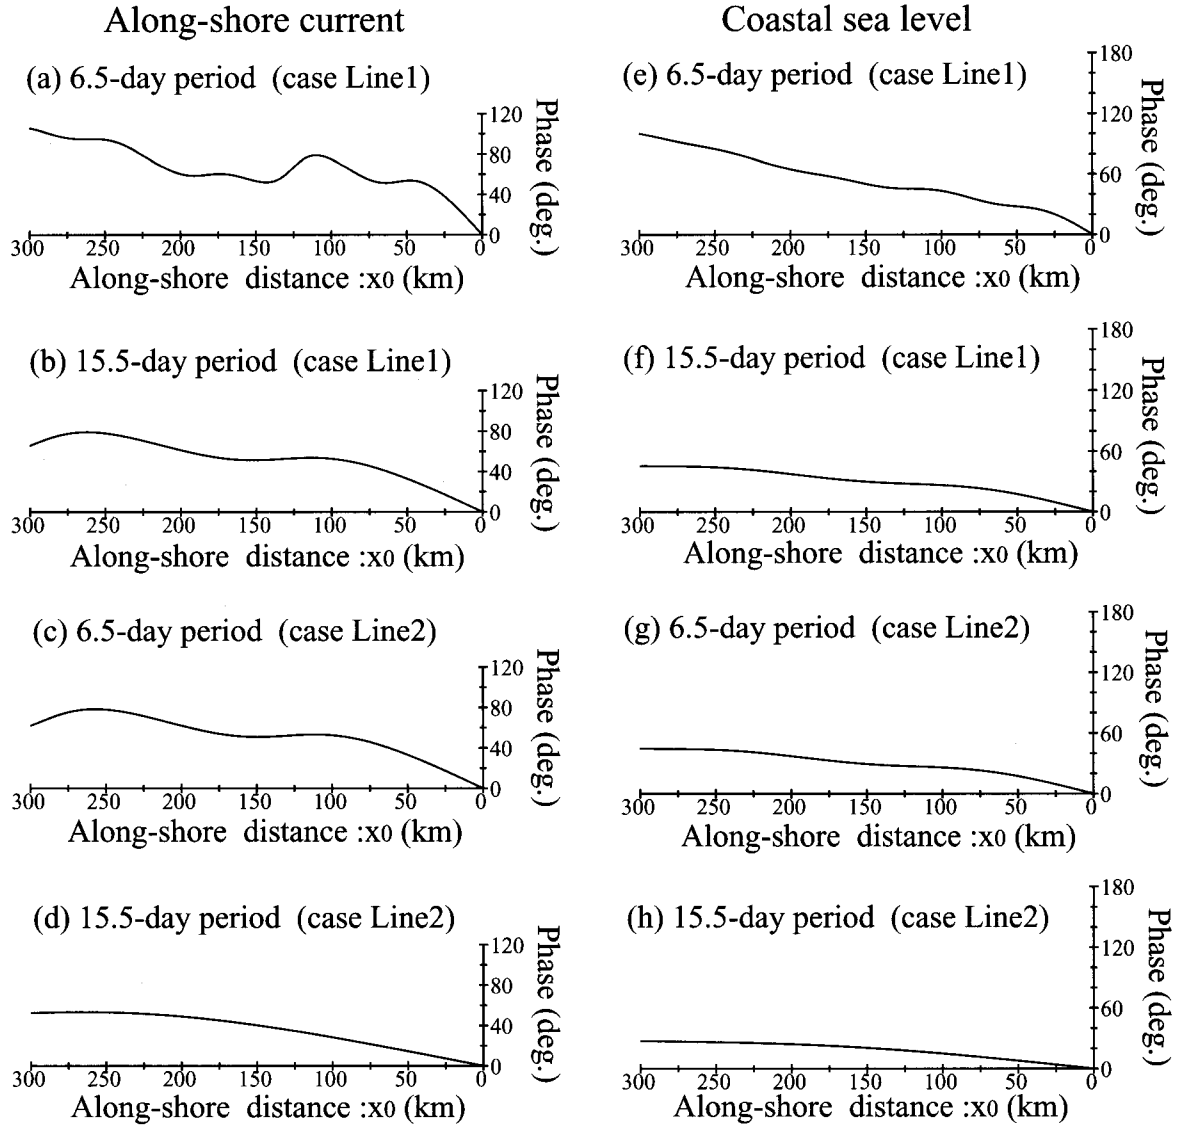 Along-shore current
Coastal sea level
(a) 6.5-day period (case Line1)
120
80
40
0
Phase (deg.)
300 250 200 150 100 50 0
Along-shore distance :x0 (km)
(e) 6.5-day period (case Line1)
180
120
60
0
Phase (deg.)
300 250 200 150 100 50 0
Along-shore distance :x0 (km)
(b) 15.5-day period (case Line1)
120
80
40
0
Phase (deg.)
300 250 200 150 100 50 0
Along-shore distance :x0 (km)
(f) 15.5-day period (case Line1)
180
120
60
0
Phase (deg.)
300 250 200 150 100 50 0
Along-shore distance :x0 (km)
(c) 6.5-day period (case Line2)
120
80
40
0
Phase (deg.)
300 250 200 150 100 50 0
Along-shore distance :x0 (km)
(g) 6.5-day period (case Line2)
180
120
60
0
Phase (deg.)
300 250 200 150 100 50 0
Along-shore distance :x0 (km)
(d) 15.5-day period (case Line2)
120
80
40
0
Phase (deg.)
300 250 200 150 100 50 0
Along-shore distance :x0 (km)
(h) 15.5-day period (case Line2)
180
120
60
0
Phase (deg.)
300 250 200 150 100 50 0
Along-shore distance :x0 (km)